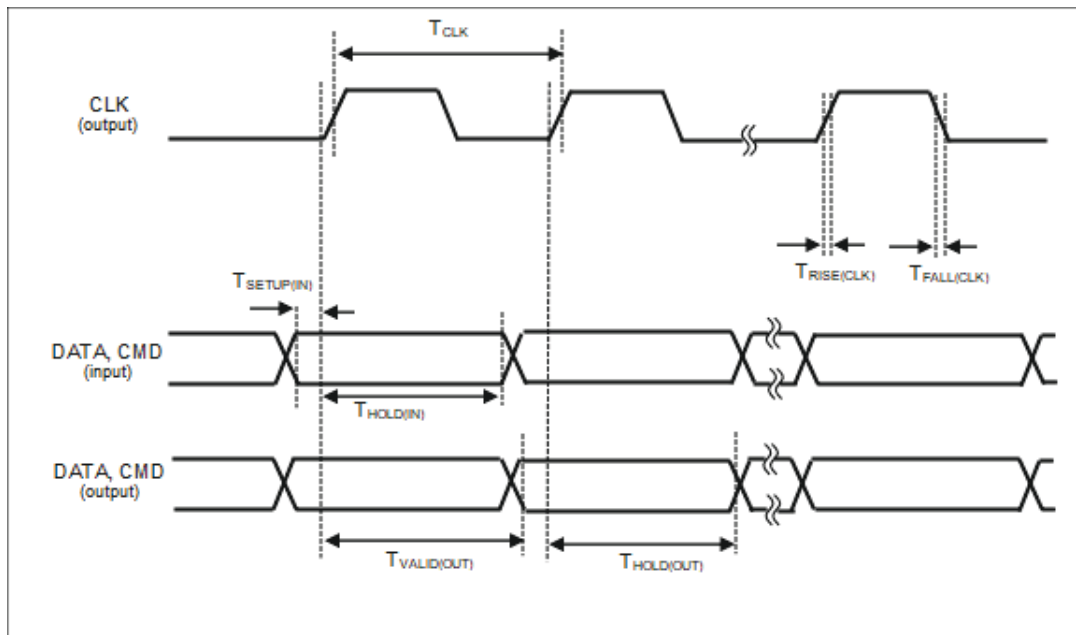 TCLK
CLK
(output)
TRISE(CLK)
TFALL(CLK)
TSETUP(IN)
DATA, CMD
(input)
THOLD(IN)
DATA, CMD
(output)
TVALID(OUT)
THOLD(OUT)